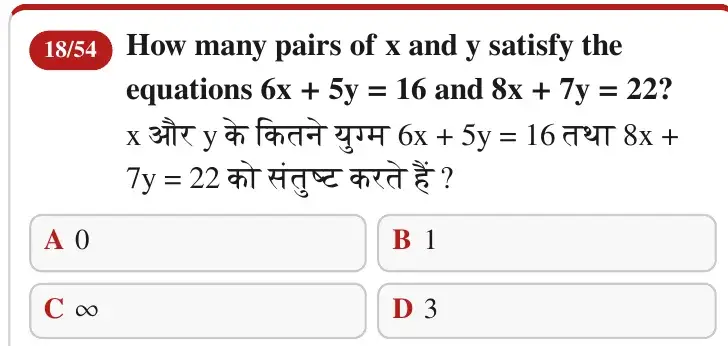 18/54 How many pairs of x and y satisfy the
equations 6x + 5y = 16 and 8x + 7y = 22?
x और y के कितने युग्म 6x + 5y = 16 तथा 8x +
7y = 22 को संतुष्ट करते हैं ?
A 0
B 1
C ∞
D 3